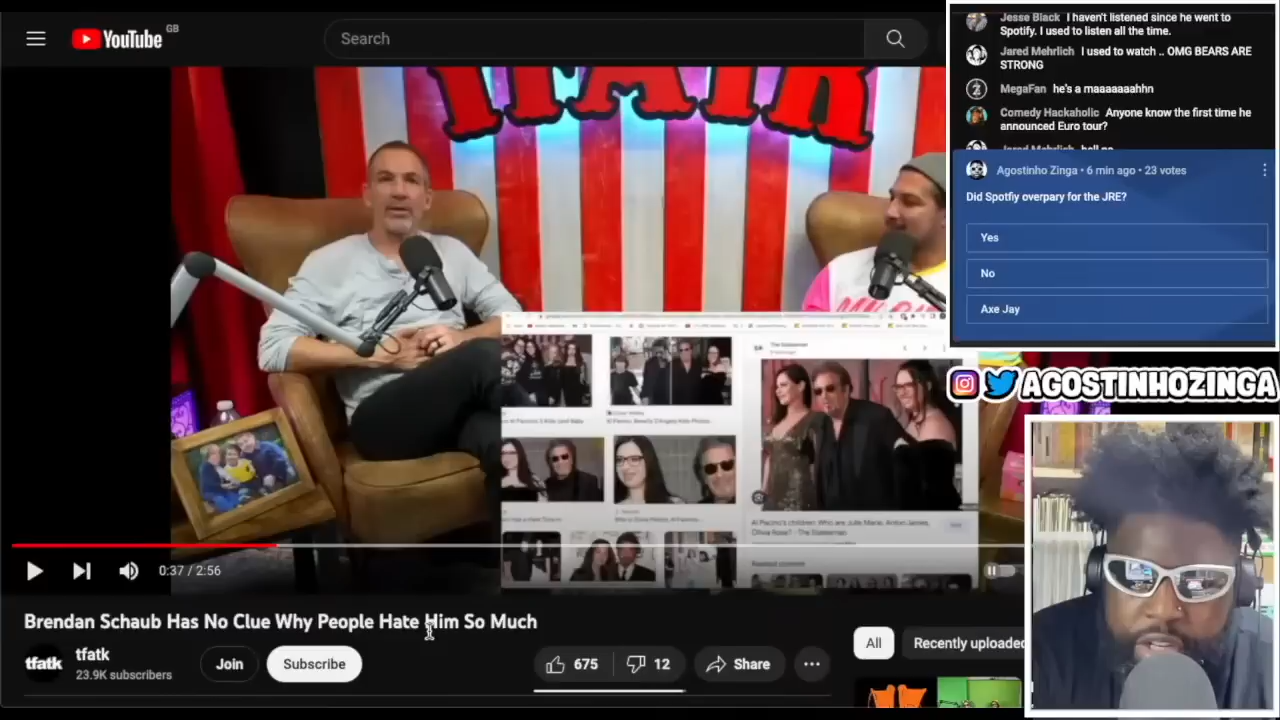 YouTube GB
Search
TFATK
0:37 / 2:56
Brendan Schaub Has No Clue Why People Hate Him So Much
tfatk
tfatk
23.9K subscribers
Join
Subscribe
675
12
Share
All
Recently uploaded
Jesse Black I haven't listened since he went to
Spotify. I used to listen all the time.
Jared Mehrlich I used to watch .. OMG BEARS ARE
STRONG
MegaFan he's a maaaaaaahhn
Comedy Hackaholic Anyone know the first time he
announced Euro tour?
Agostinho Zinga • 6 min ago • 23 votes
Did Spotfiy overpary for the JRE?
Yes
No
Axe Jay
AGOSTINHOZINGA